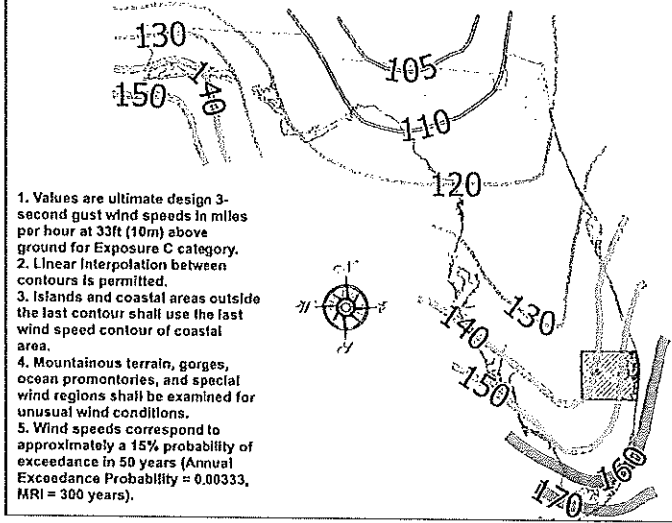 130
140
150
105
110
120
130
140
150
160
170
1. Values are ultimate design 3-
second gust wind speeds in miles
per hour at 33ft (10m) above
ground for Exposure C category.
2. Linear Interpolation between
contours is permitted.
3. Islands and coastal areas outside
the last contour shall use the last
wind speed contour of coastal
area.
4. Mountainous terrain, gorges,
ocean promontories, and special
wind regions shall be examined for
unusual wind conditions.
5. Wind speeds correspond to
approximately a 15% probability of
exceedance in 50 years (Annual
Exceedance Probability = 0.00333,
MRI = 300 years).